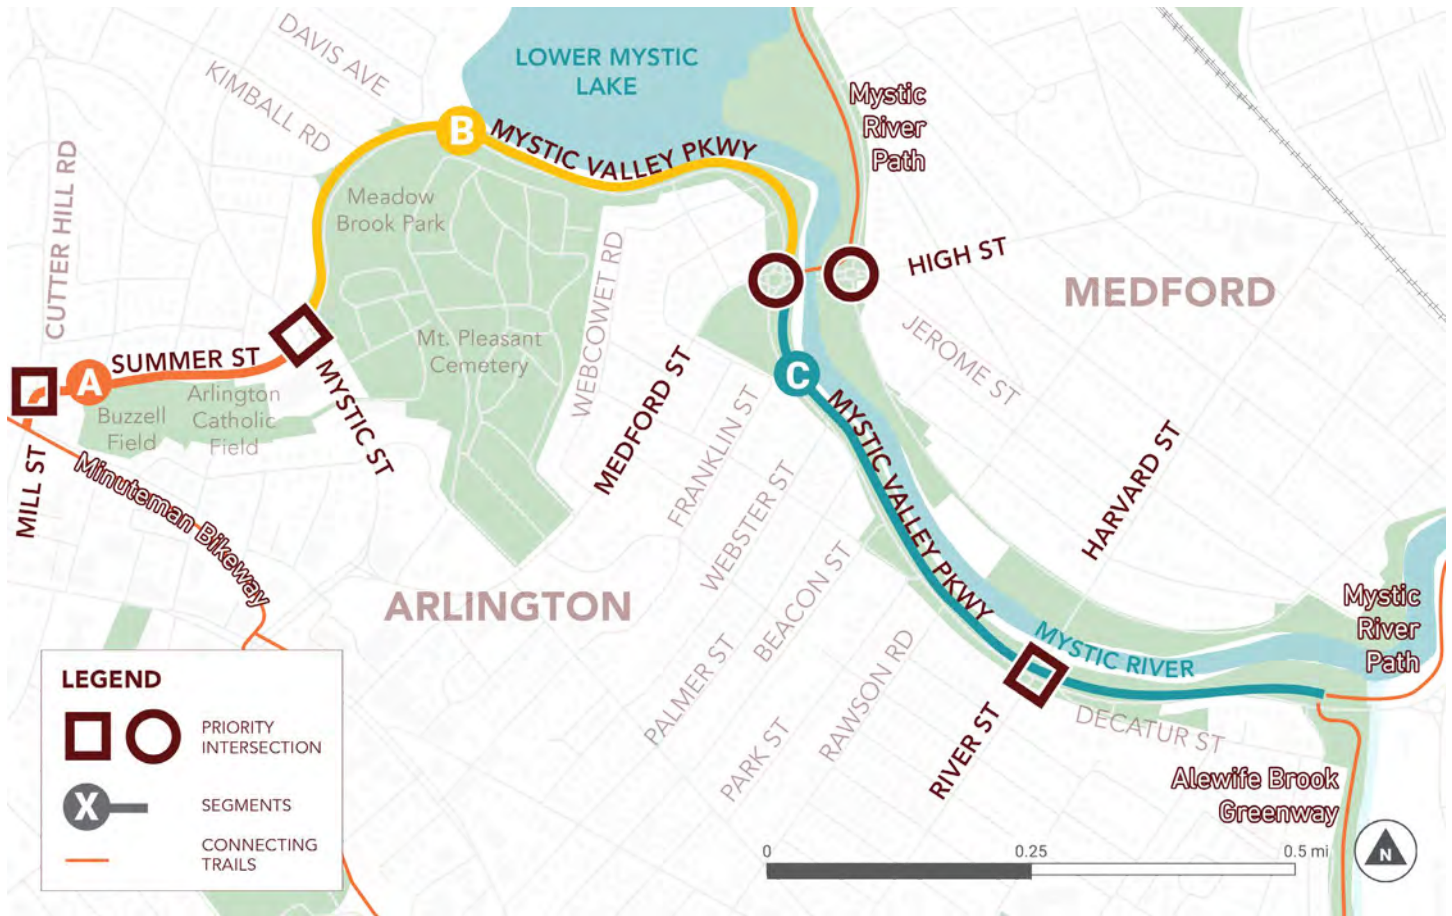 DAVIS AVE
KIMBALL RD
CUTTER HILL RD
LOWER MYSTIC
LAKE
B
MYSTIC VALLEY PKWY
Mystic
River
Path
Meadow
Brook Park
HIGH ST
MEDFORD
SUMMER ST
A
Mt. Pleasant
Cemetery
WEBCOWET RD
JEROME ST
C
Buzzell
Field
Arlington
Catholic
Field
MYSTIC ST
MEDFORD ST
FRANKLIN ST
MYSTIC VALLEY PKWY
HARVARD ST
MILL ST
Minuteman Bikeway
WEBSTER ST
ARLINGTON
BEACON ST
PALMER ST
RAWSON RD
PARK ST
MYSTIC RIVER
Mystic
River
Path
RIVER ST
DECATUR ST
Alewife Brook
Greenway
LEGEND
PRIORITY
INTERSECTION
X
SEGMENTS
CONNECTING
TRAILS
0
0.25
0.5 mi
N